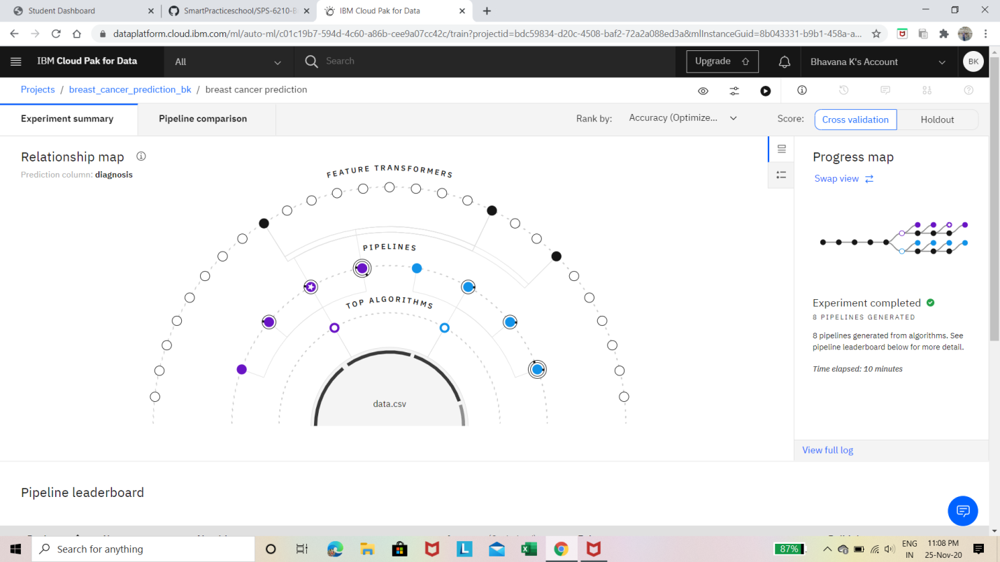 Student Dashboard
SmartPracticeschool/SPS-6210-B
IBM Cloud Pak for Data
dataplatform.cloud.ibm.com/ml/auto-ml/c01c19b7-594d-4c60-a86b-cee9a07cc42c/train?projectid=bdc59834-d20c-4508-baf2-72a2a088ed3a&mlInstanceGuid=8b043331-b9b1-458a-a...
IBM Cloud Pak for Data
All
Search
Upgrade
Bhavana K's Account
BK
Projects / breast_cancer_prediction_bk / breast cancer prediction
Experiment summary
Pipeline comparison
Rank by:
Accuracy (Optimize...
Score:
Cross validation
Holdout
Relationship map
Prediction column: diagnosis
FEATURE TRANSFORMERS
PIPELINES
TOP ALGORITHMS
data.csv
Progress map
Swap view
Experiment completed
8 PIPELINES GENERATED
8 pipelines generated from algorithms. See
pipeline leaderboard below for more detail.
Time elapsed: 10 minutes
View full log
Pipeline leaderboard
Search for anything
87%
ENG
IN
11:08 PM
25-Nov-20